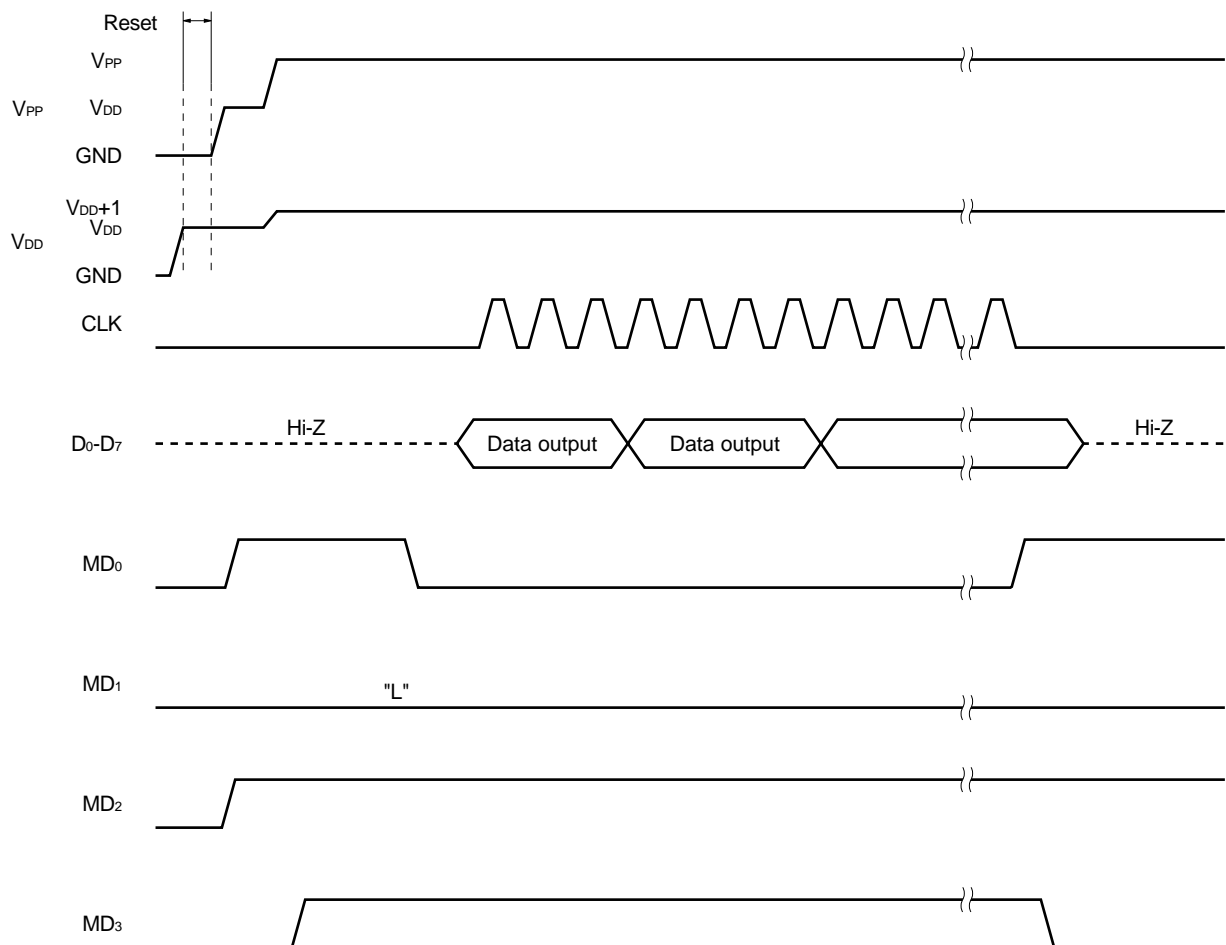 Reset
VPP
VPP VDD
GND
VDD+1
VDD
VDD
GND
CLK
D0-D7 Hi-Z Data output Data output Hi-Z
MD0
MD1 "L"
MD2
MD3